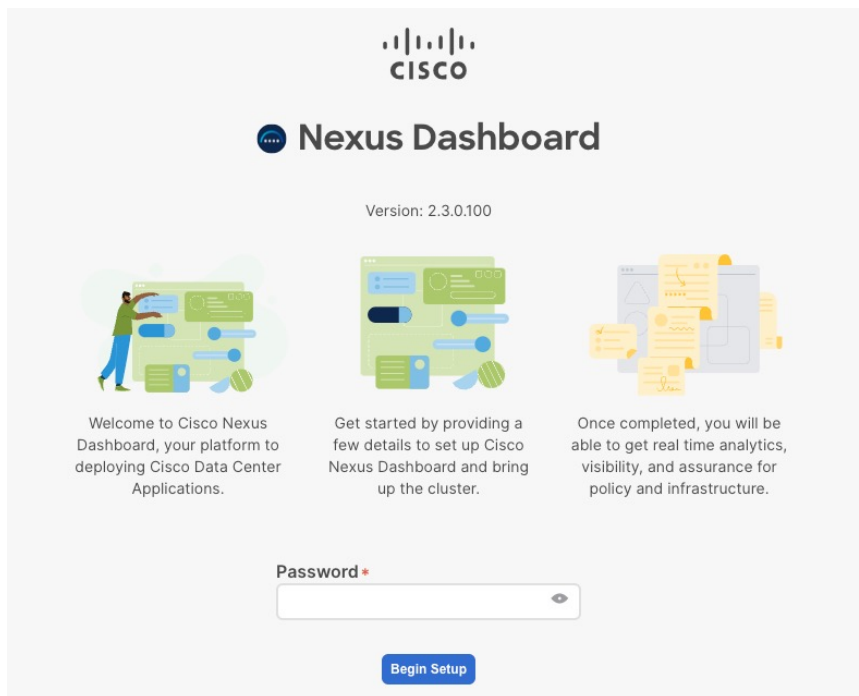 CISCO
Nexus Dashboard
Version: 2.3.0.100
Welcome to Cisco Nexus
Dashboard, your platform to
deploying Cisco Data Center
Applications.
Get started by providing a
few details to set up Cisco
Nexus Dashboard and bring
up the cluster.
Once completed, you will be
able to get real time analytics,
visibility, and assurance for
policy and infrastructure.
Password *
Begin Setup